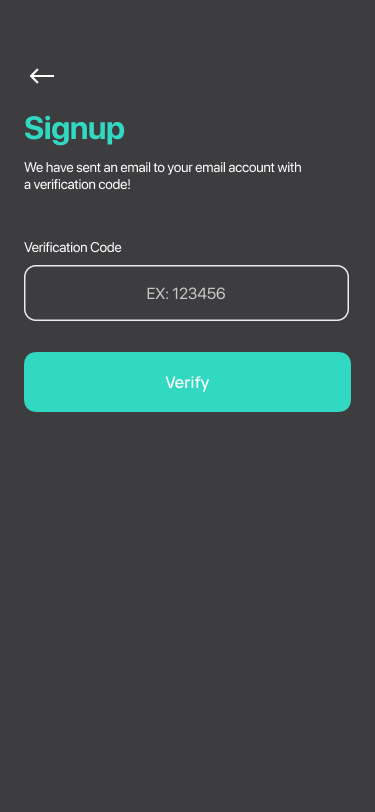 Signup
We have sent an email to your email account with
a verification code!
Verification Code
EX: 123456
Verify